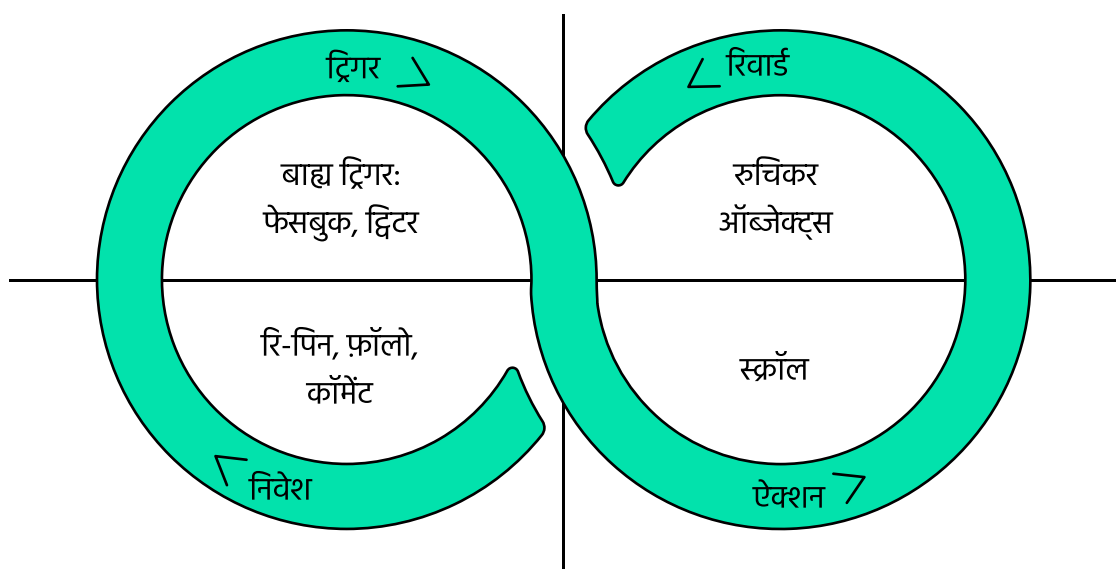 ट्रिगर
बाह्य ट्रिगर:
फेसबुक, ट्विटर
रिवार्ड
रुचिकर
ऑब्जेक्ट्स
रि-पिन, फ़ॉलो,
कॉमेंट
निवेश
स्क्रॉल
ऐक्शन